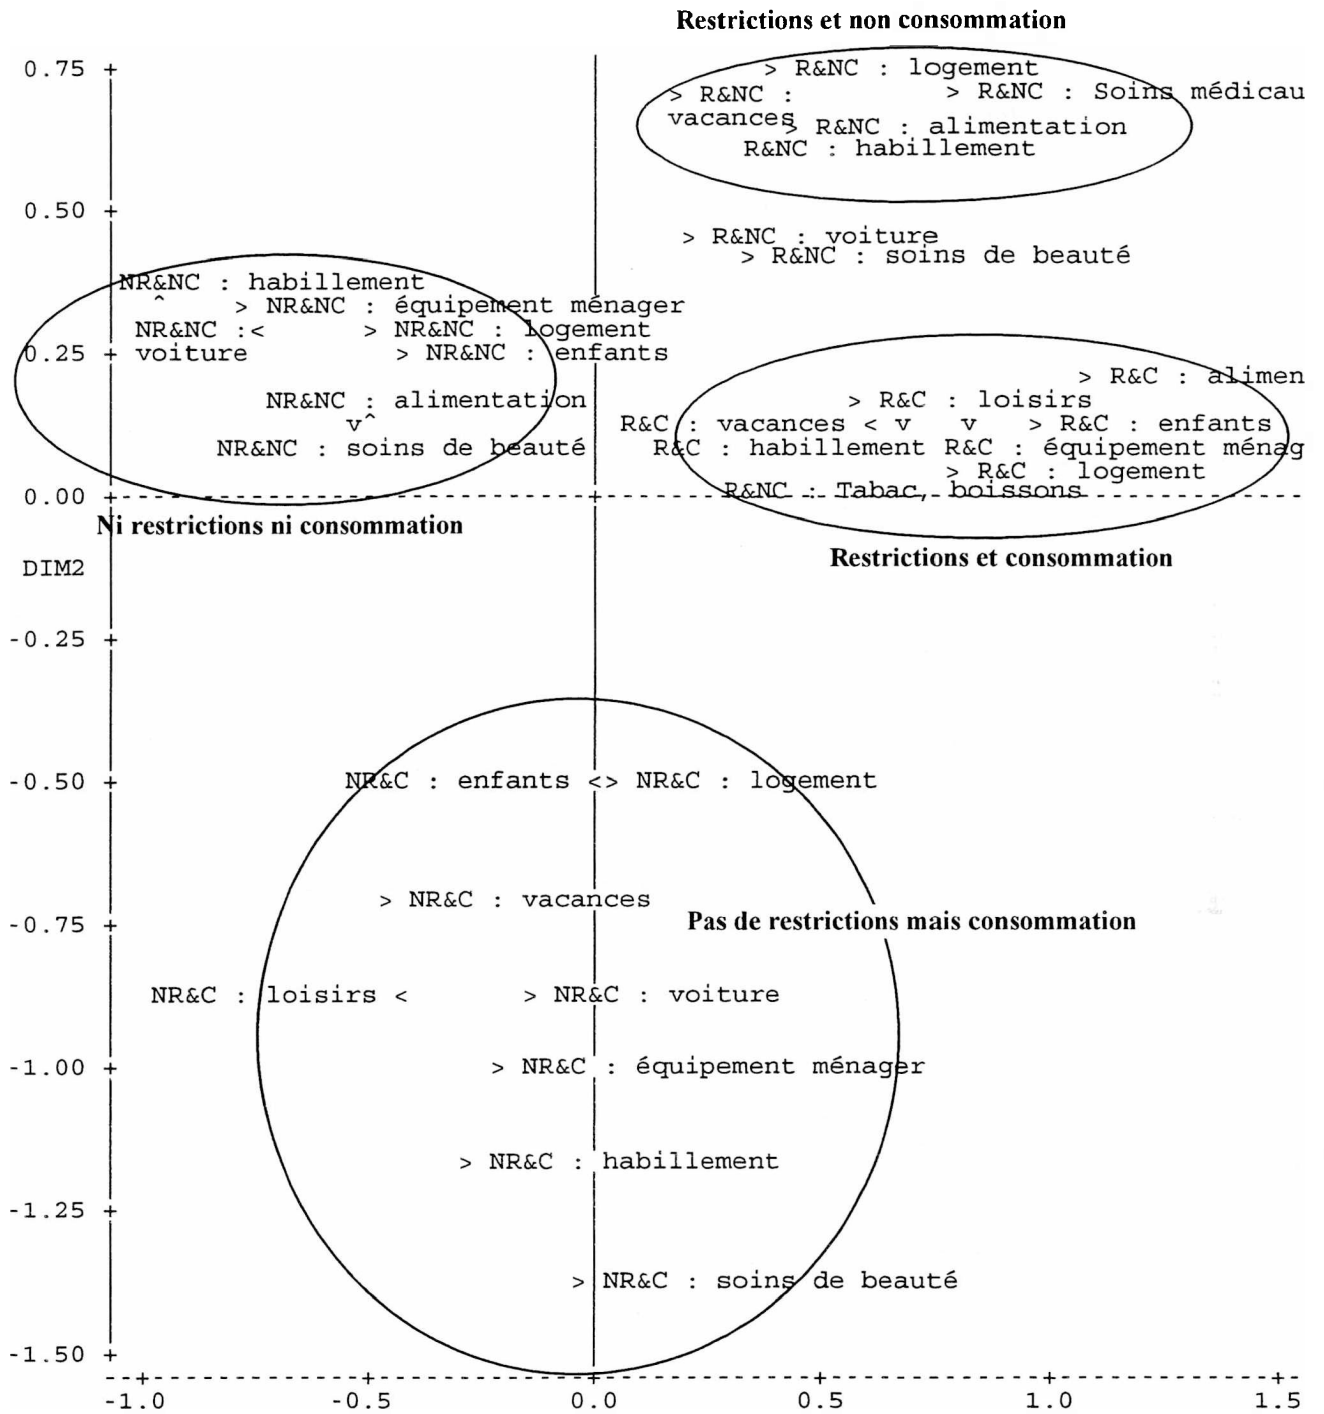 Restrictions et non consommation
0.75 +
> R&NC : logement
> R&NC :
vacances
> R&NC : Soins médicau
> R&NC : alimentation
R&NC : habillement
0.50 +
> R&NC : voiture
> R&NC : soins de beauté
NR&NC : habillement
^
> NR&NC : équipement ménager
NR&NC :<
voiture
> NR&NC : logement
0.25 +
> NR&NC : enfants
NR&NC : alimentation
v^
NR&NC : soins de beauté
> R&C : alimen
> R&C : loisirs
R&C : vacances < v v > R&C : enfants
R&C : habillement R&C : équipement ménag
> R&C : logement
R&NC : Tabac, boissons
0.00 +
Ni restrictions ni consommation
Restrictions et consommation
DIM2
-0.25 +
-0.50 +
NR&C : enfants <> NR&C : logement
> NR&C : vacances
-0.75 +
Pas de restrictions mais consommation
NR&C : loisirs < > NR&C : voiture
-1.00 +
> NR&C : équipement ménager
> NR&C : habillement
-1.25 +
> NR&C : soins de beauté
-1.50 +
-1.0 -0.5 0.0 0.5 1.0 1.5